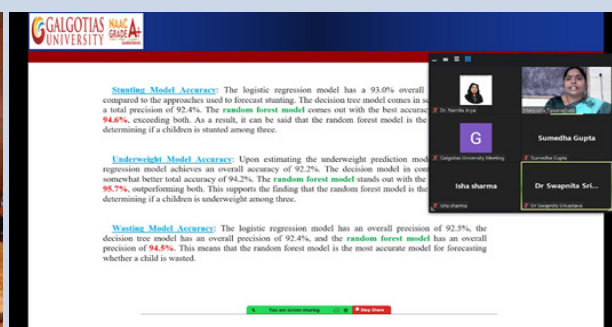 GALGOTIAS
UNIVERSITY
NAAC
GRADE A+
Stunting Model Accuracy: The logistic regression model has a 93.0% overall
compared to the approaches used to forecast stunting. The decision tree model comes in se
a total precision of 92.4%. The random forest model comes out with the best accurac
94.6%, exceeding both. As a result, it can be said that the random forest model is the
determining if a children is stunted among three.
Underweight Model Accuracy: Upon estimating the underweight prediction mode
regression model achieves an overall accuracy of 92.2%. The decision model in com
somewhat better total accuracy of 94.2%. The random forest model stands out with the
95.7%, outperforming both. This supports the finding that the random forest model is the
determining if a children is underweight among three.
Wasting Model Accuracy: The logistic regression model has an overall precision of 92.5%, the
decision tree model has an overall precision of 92.4%, and the random forest model has an overall
precision of 94.5%. This means that the random forest model is the most accurate model for forecasting
whether a child is wasted.
Dr. Namita Arya
G
Galgotias University Meeting
Sumedha Gupta
Sumedha Gupta
Isha sharma
Isha sharma
Dr Swapnita Sri...
Dr Swapnita Srivastava
You are screen sharing
Stop Share